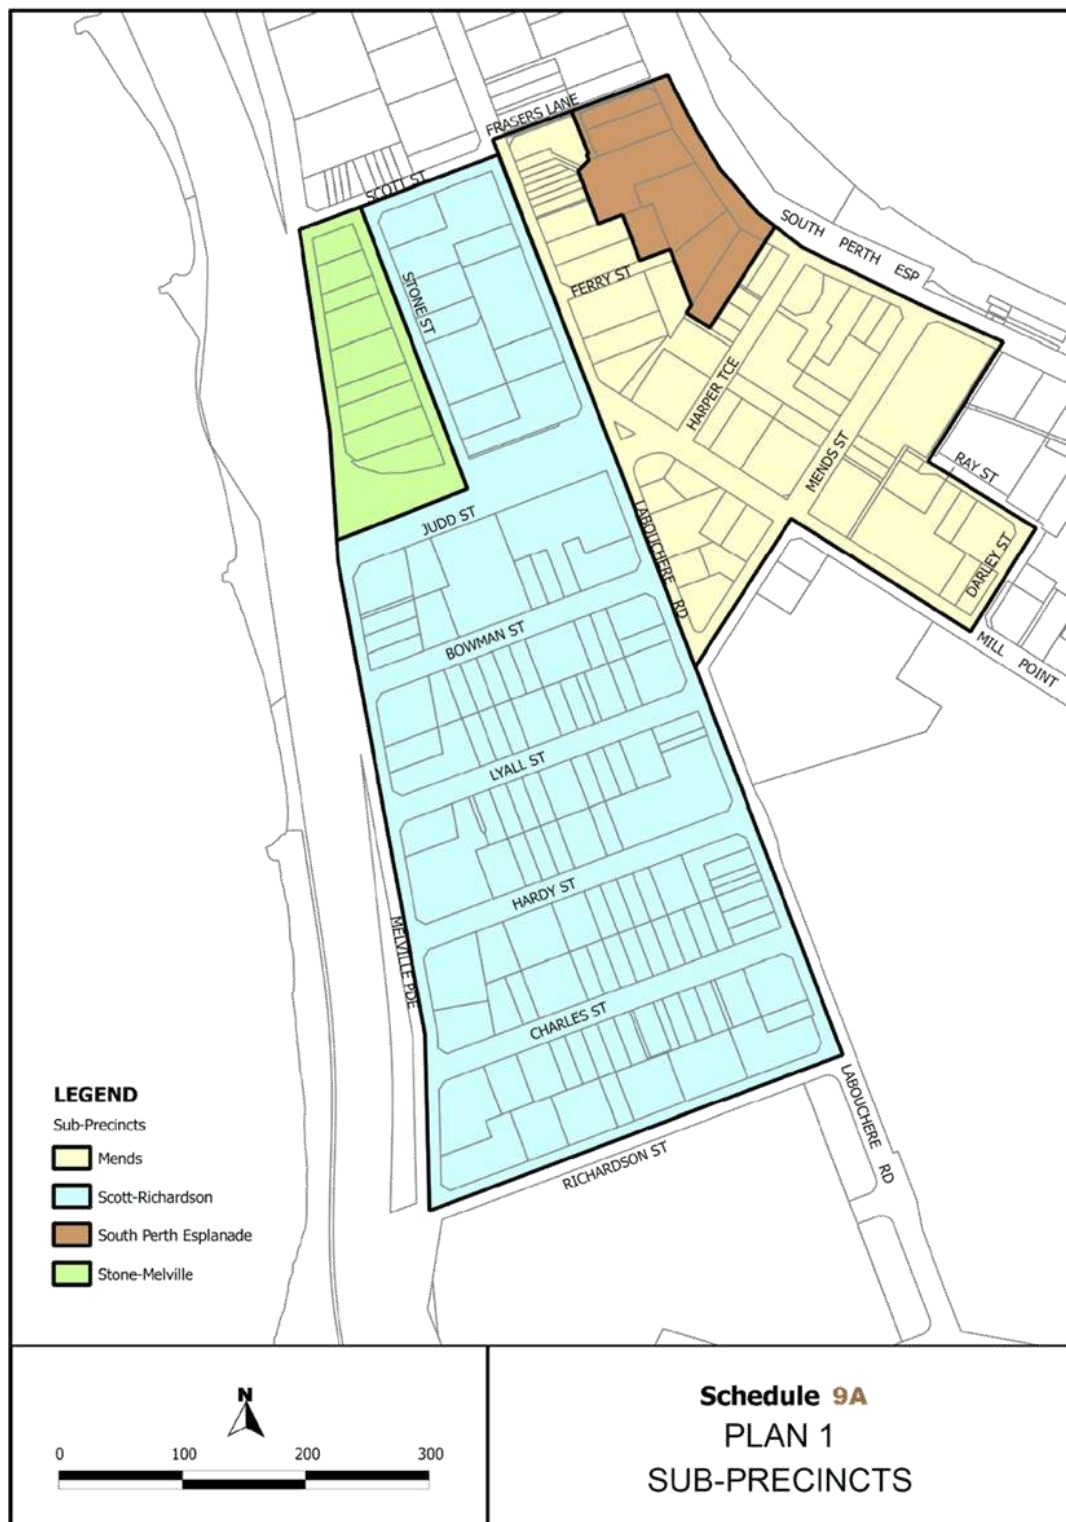 FRASERS LANE
SCOTT ST
SOUTH PERTH ESP
STONE ST
FERRY ST
HARPER TCE
MENDS ST
RAY ST
JUDD ST
LABOUCHERE RD
DARLEY ST
BOWMAN ST
MILL POINT
LYALL ST
HARDY ST
MELVILLE PDE
CHARLES ST
LABOUCHERE RD
RICHARDSON ST
LEGEND
Sub-Precincts
Mends
Scott-Richardson
South Perth Esplanade
Stone-Melville
N
0 100 200 300
Schedule 9A
PLAN 1
SUB-PRECINCTS